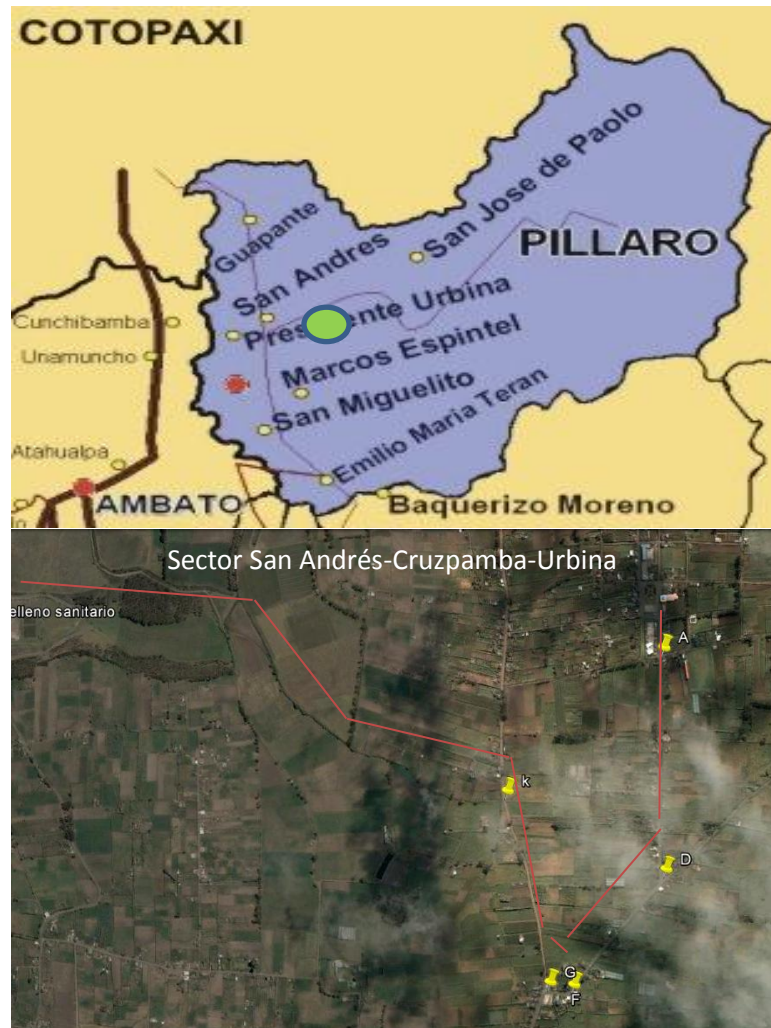 COTOPAXI
San Jose de Paolo
Guapante
San Andres
PILLARO
Cunchibamba
Presidente Urbina
Unamuncho
Marcos Espintel
San Miguelito
Emilio Maria Teran
Atahualpa
AMBATO
Baquerizo Moreno
Sector San Andrés-Cruzpamba-Urbina
elleno sanitario
A
k
D
G
F